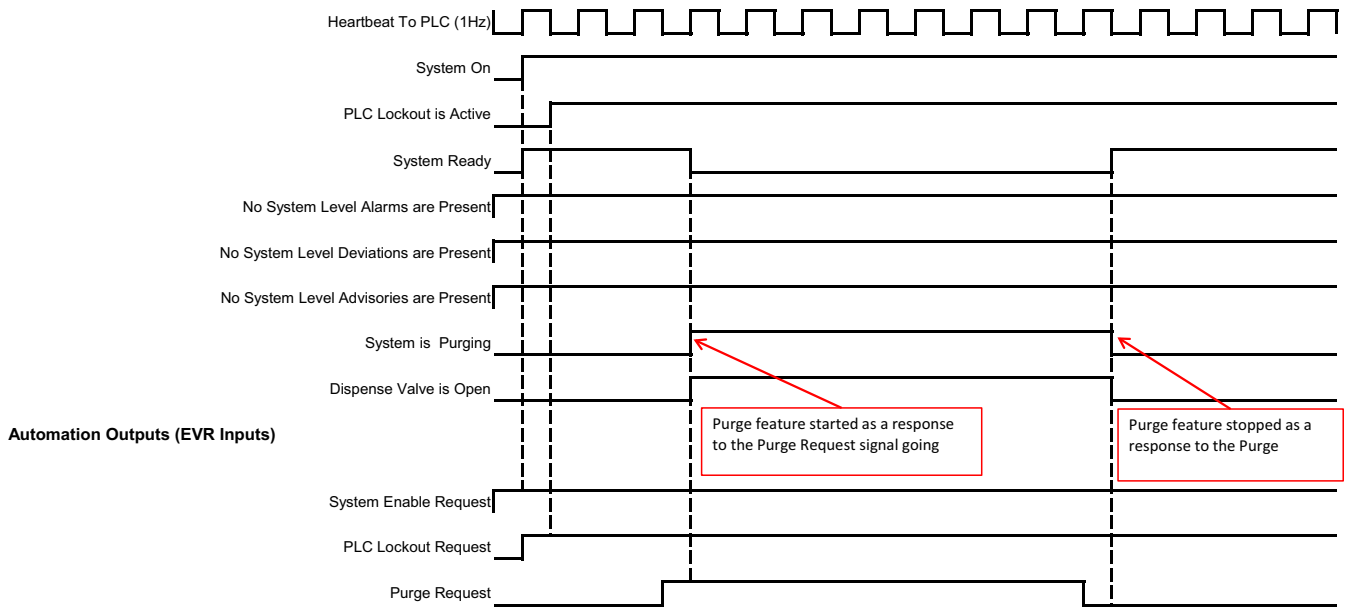 Heartbeat To PLC (1Hz)
System On
PLC Lockout is Active
System Ready
No System Level Alarms are Present
No System Level Deviations are Present
No System Level Advisories are Present
System is Purging
Dispense Valve is Open
Purge feature started as a response
to the Purge Request signal going
Purge feature stopped as a
response to the Purge
Automation Outputs (EVR Inputs)
System Enable Request
PLC Lockout Request
Purge Request